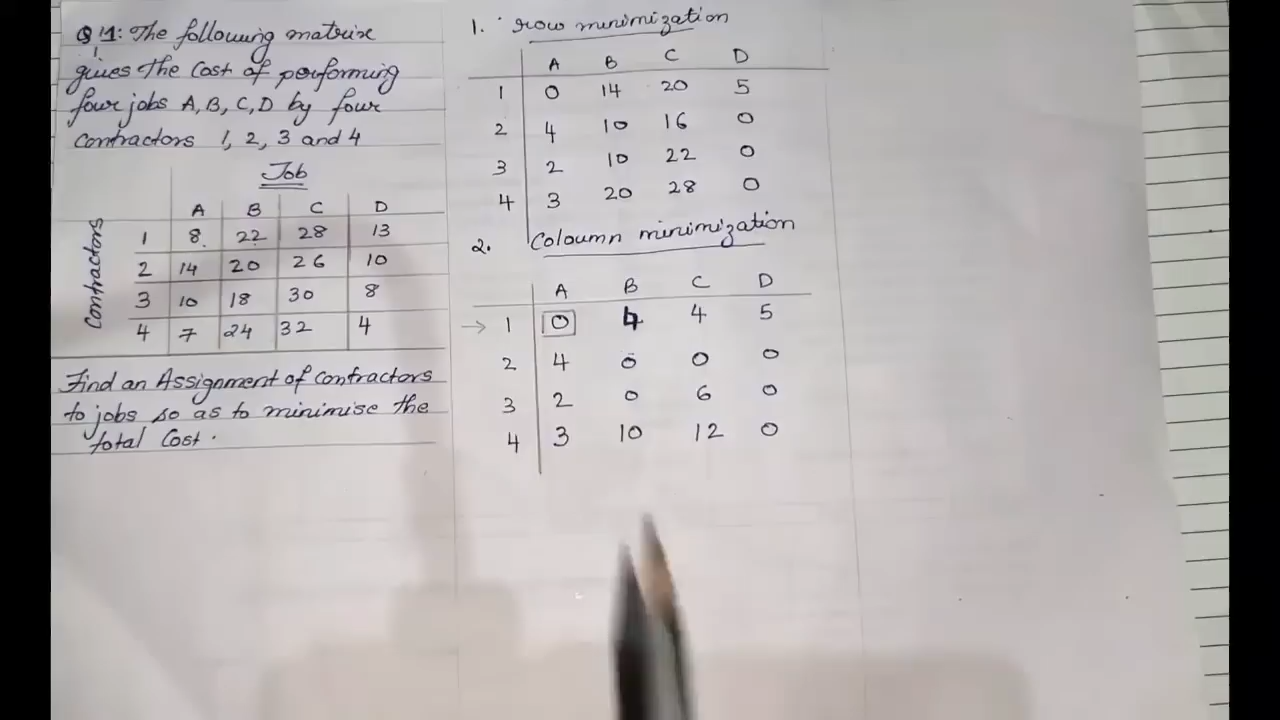 Q 1: The following matrix
gives the Cost of performing
four jobs A, B, C, D by four
contractors 1, 2, 3 and 4
Job
Contractors
A B C D
1 8 22 28 13
2 14 20 26 10
3 10 18 30 8
4 7 24 32 4
Find an Assignment of contractors
to jobs so as to minimise the
total Cost.
1. row minimization
A B C D
1 0 14 20 5
2 4 10 16 0
3 2 10 22 0
4 3 20 28 0
2. Coloumn minimization
A B C D
→ 1 0 4 4 5
2 4 0 0 0
3 2 0 6 0
4 3 10 12 0